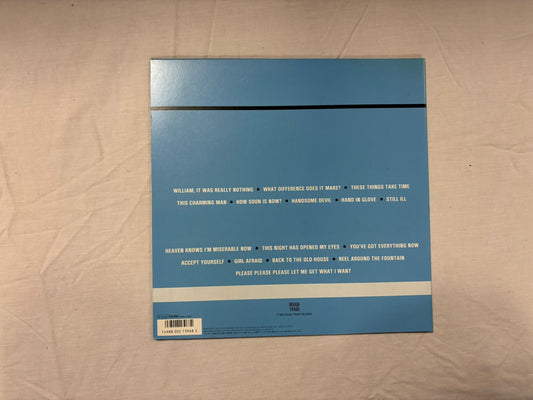 WILLIAM, IT WAS REALLY NOTHING • WHAT DIFFERENCE DOES IT MAKE? • THESE THINGS TAKE TIME
THIS CHARMING MAN • HOW SOON IS NOW? • HANDSOME DEVIL • HAND IN GLOVE • STILL ILL
HEAVEN KNOWS I'M MISERABLE NOW • THIS NIGHT HAS OPENED MY EYES • YOU'VE GOT EVERYTHING NOW
ACCEPT YOURSELF • GIRL AFRAID • BACK TO THE OLD HOUSE • REEL AROUND THE FOUNTAIN
PLEASE PLEASE PLEASE LET ME GET WHAT I WANT
ROUGH
TRADE